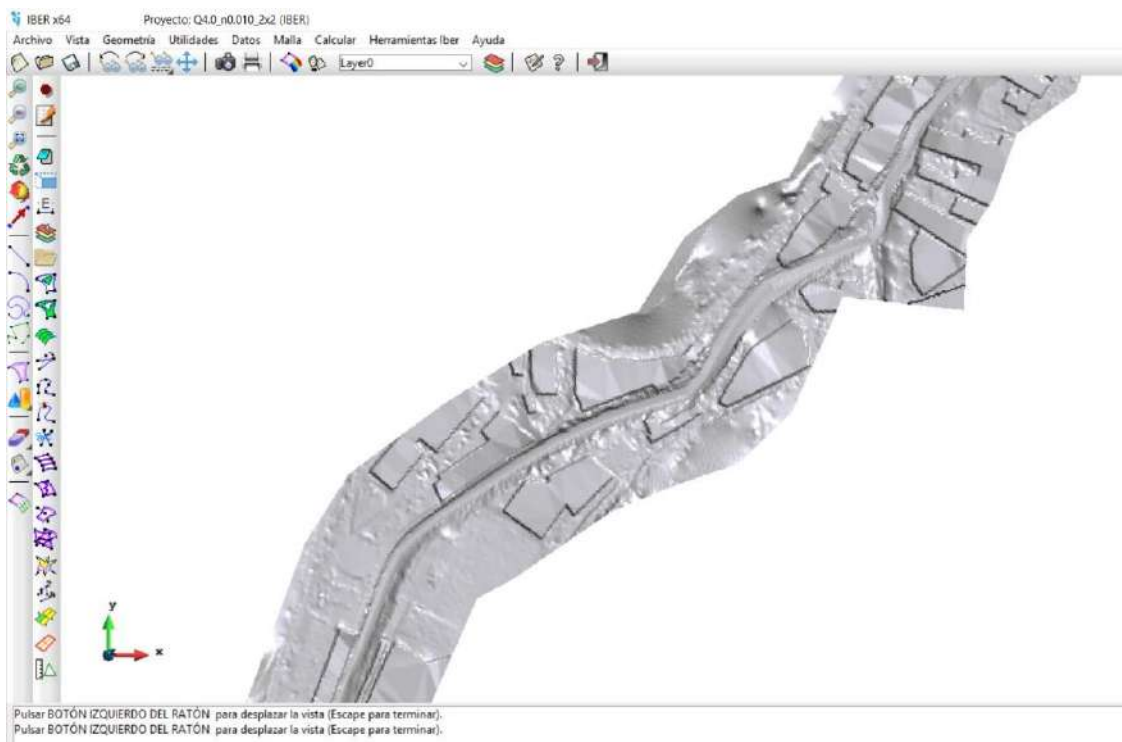 IBER x64 Proyecto: Q4.0_n0.010_2x2 (IBER)
Archivo Vista Geometría Utilidades Datos Malla Calcular Herramientas Iber Ayuda
Layer0
E
y
x
Pulsar BOTÓN IZQUIERDO DEL RATÓN para desplazar la vista (Escape para terminar).
Pulsar BOTÓN IZQUIERDO DEL RATÓN para desplazar la vista (Escape para terminar).